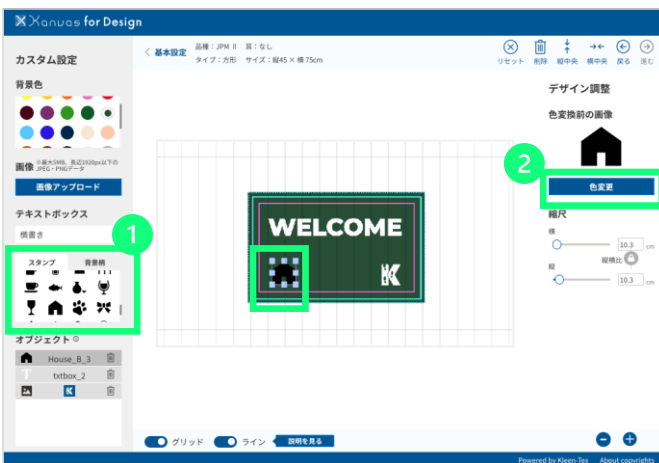 Xanvas for Design
カスタム設定
背景色
画像 ※最大5MB、長辺1920px以下の
JPEG・PNGデータ
画像アップロード
テキストボックス
横書き
1
スタンプ 背景柄
オブジェクト
House_B_3
txtbox_2
K
< 基本設定
品種：JPM II 耳：なし
タイプ：方形 サイズ：縦45 × 横 75cm
リセット 削除 縦中央 横中央 戻る 進む
WELCOME
K
グリッド ライン 説明を見る
デザイン調整
色変換前の画像
2
色変更
縮尺
横
10.3 cm
縦横比
縦
10.3 cm
Powered by Kleen-Tex About copyrights